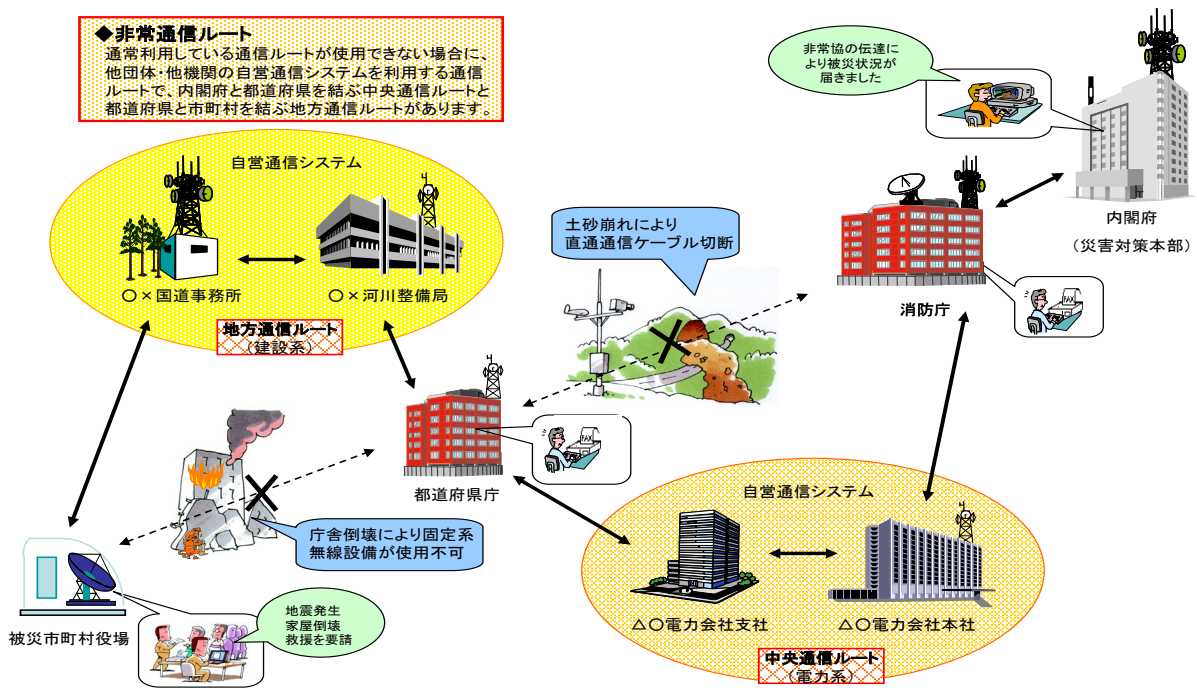 ◆非常通信ルート
通常利用している通信ルートが使用できない場合に、
他団体・他機関の自営通信システムを利用する通信
ルートで、内閣府と都道府県を結ぶ中央通信ルートと
都道府県と市町村を結ぶ地方通信ルートがあります。
非常協の伝達に
より被災状況が
届きました
内閣府
（災害対策本部）
自営通信システム
〇×国道事務所
〇×河川整備局
地方通信ルート
（建設系）
土砂崩れにより
直通通信ケーブル切断
消防庁
FAX
都道府県庁
FAX
庁舎倒壊により固定系
無線設備が使用不可
被災市町村役場
地震発生
家屋倒壊
救援を要請
自営通信システム
△〇電力会社支社
△〇電力会社本社
中央通信ルート
（電力系）